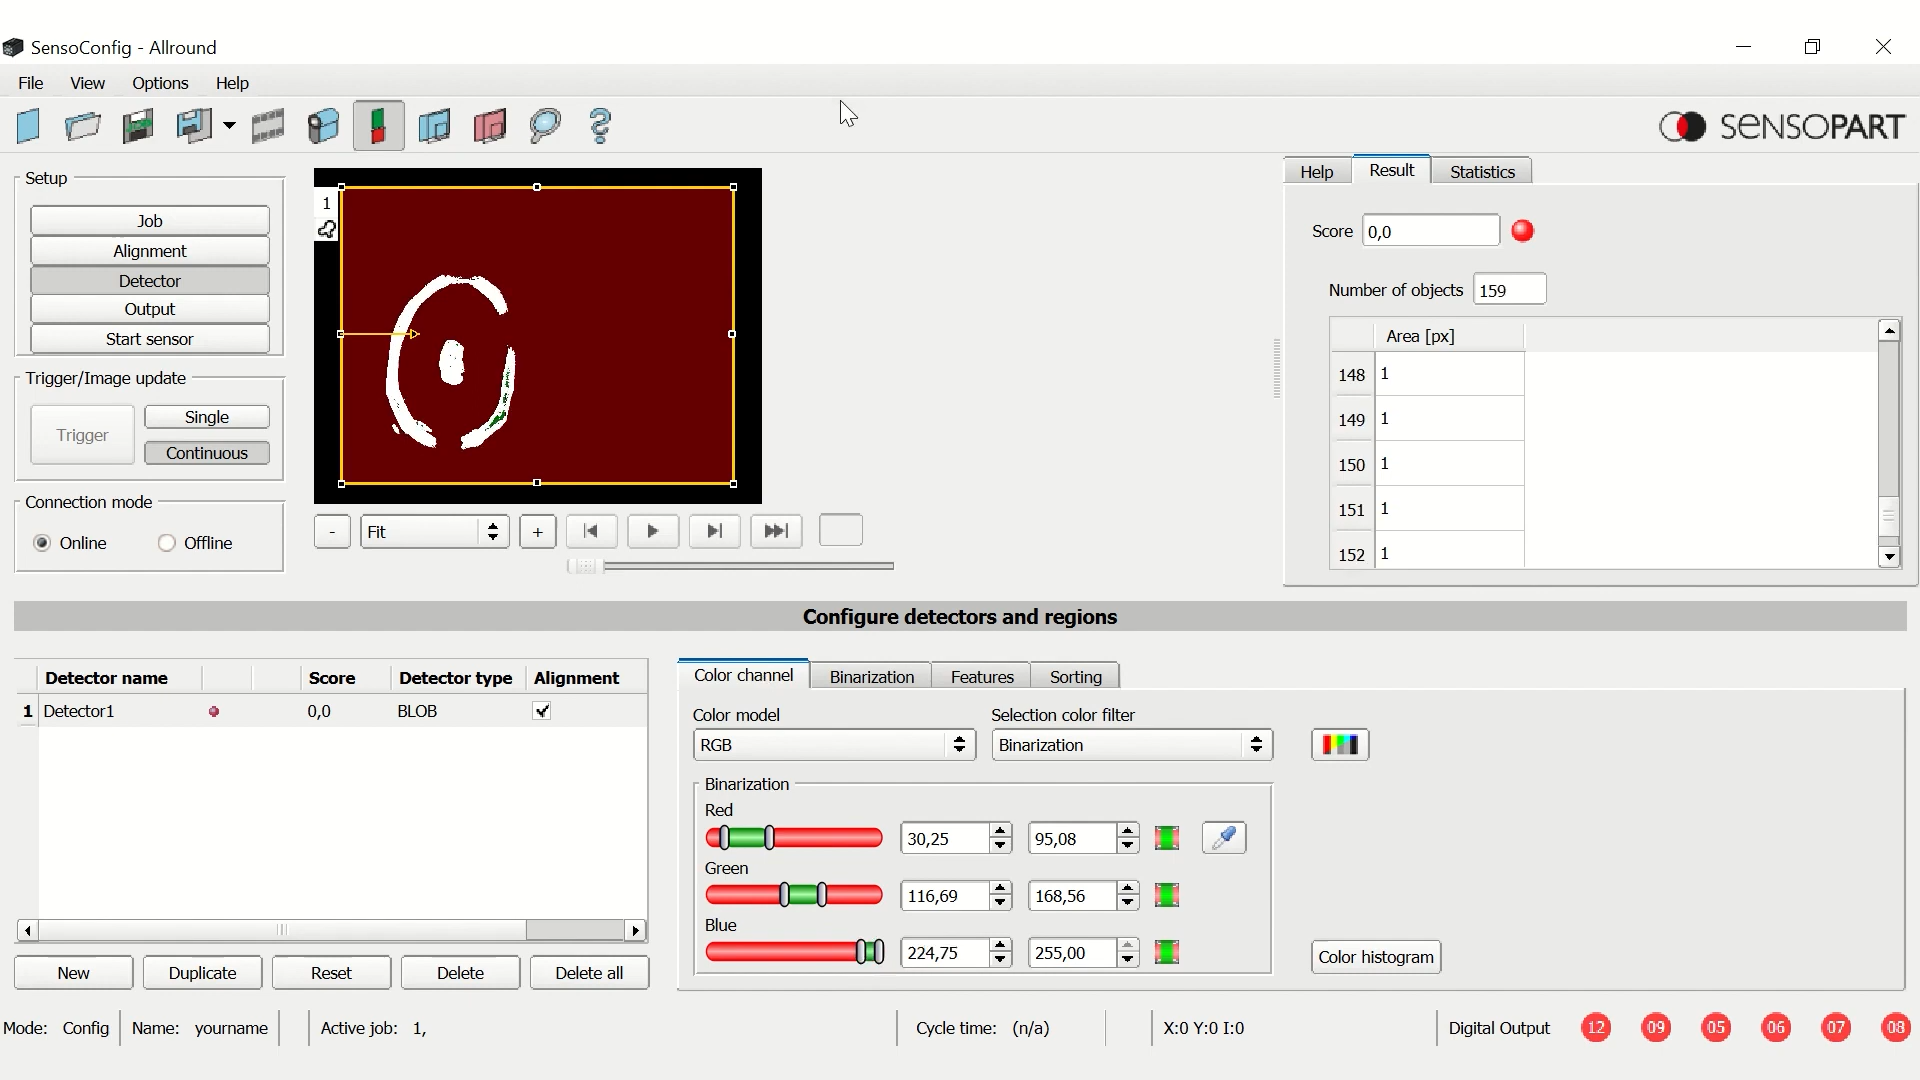 SensoConfig - Allround
File View Options Help
SENSOPART
Setup
Job
Alignment
Detector
Output
Start sensor
Trigger/Image update
Trigger
Single
Continuous
Connection mode
Online Offline
1
- Fit +
Help Result Statistics
Score 0,0
Number of objects 159
Area [px]
148 1
149 1
150 1
151 1
152 1
Configure detectors and regions
Detector name Score Detector type Alignment
1 Detector1 0,0 BLOB
New Duplicate Reset Delete Delete all
Color channel Binarization Features Sorting
Color model Selection color filter
RGB Binarization
Binarization
Red
30,25 95,08
Green
116,69 168,56
Blue
224,75 255,00
Color histogram
Mode: Config Name: yourname Active job: 1, Cycle time: (n/a) X:0 Y:0 I:0 Digital Output 12 09 05 06 07 08